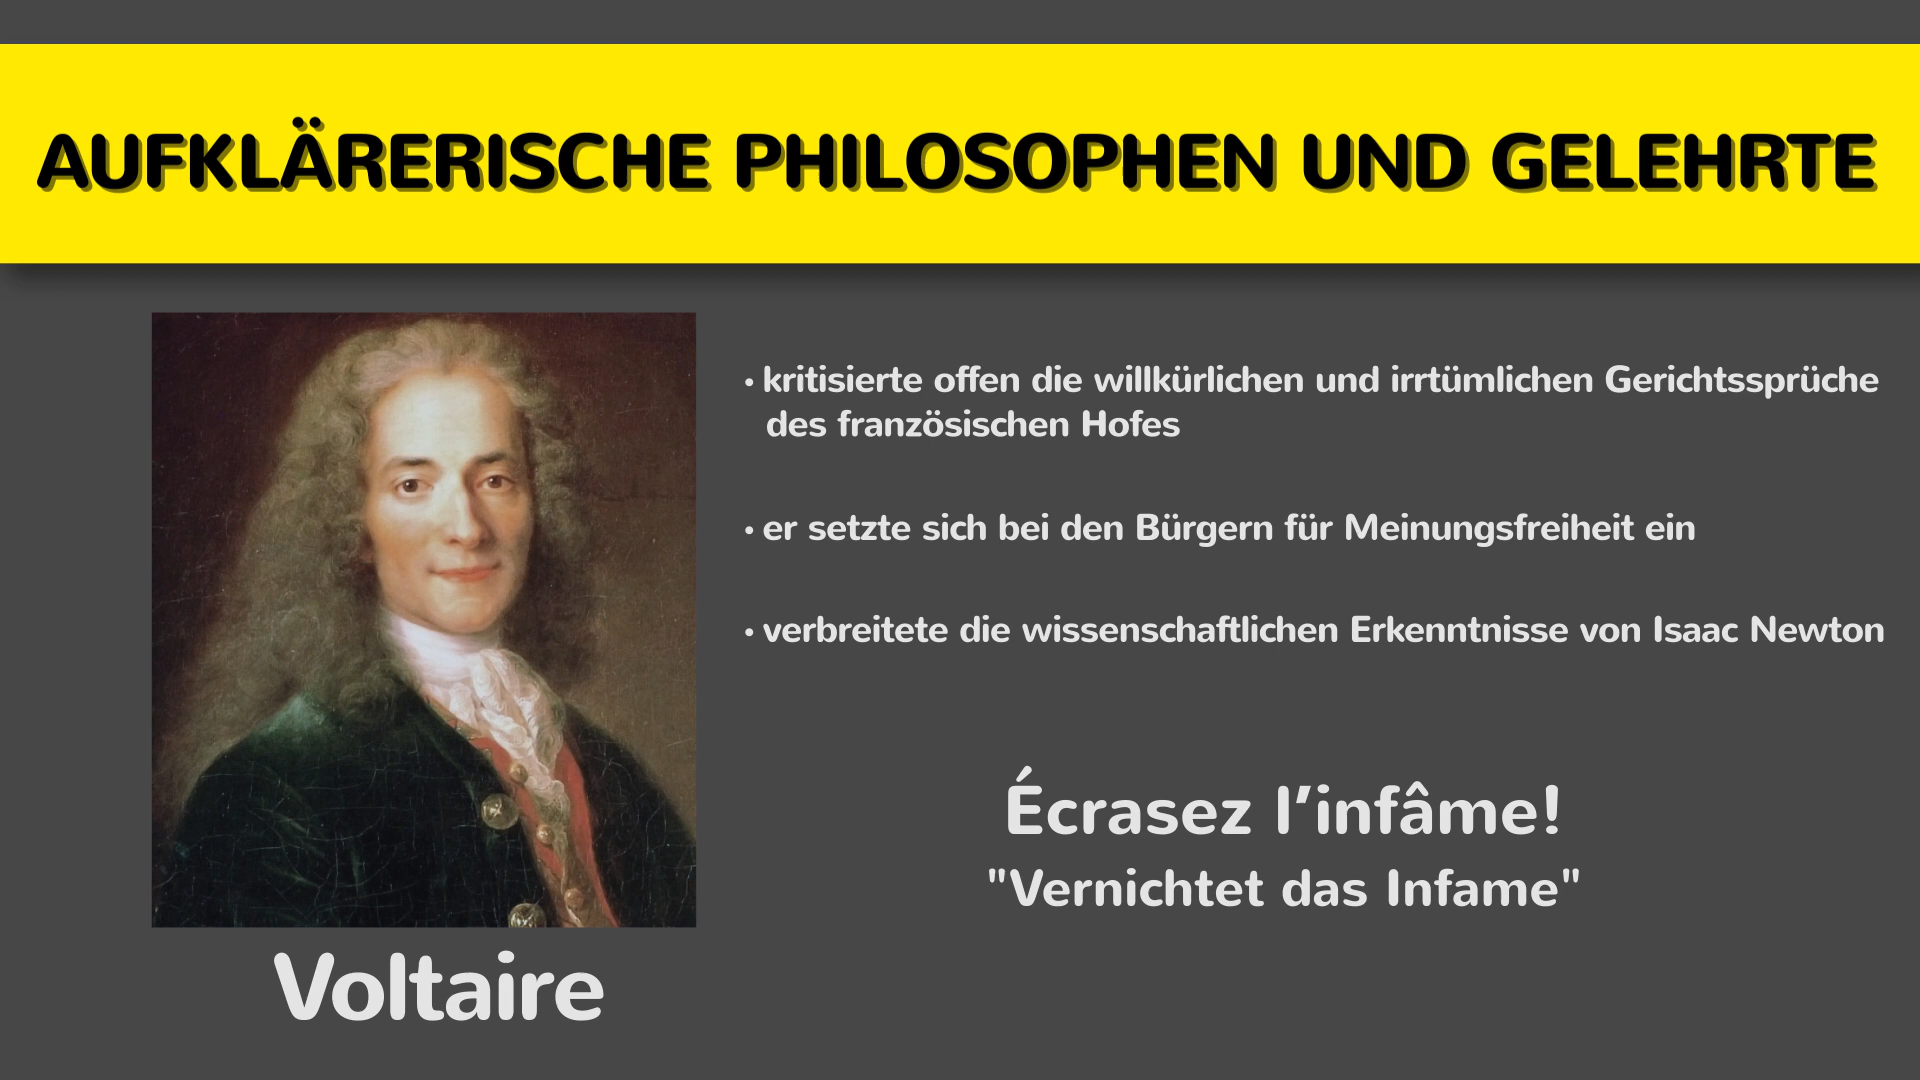 AUFKLÄRERISCHE PHILOSOPHEN UND GELEHRTE
• kritisierte offen die willkürlichen und irrtümlichen Gerichtssprüche
des französischen Hofes
• er setzte sich bei den Bürgern für Meinungsfreiheit ein
• verbreitete die wissenschaftlichen Erkenntnisse von Isaac Newton
Écrasez l’infâme!
"Vernichtet das Infame"
Voltaire